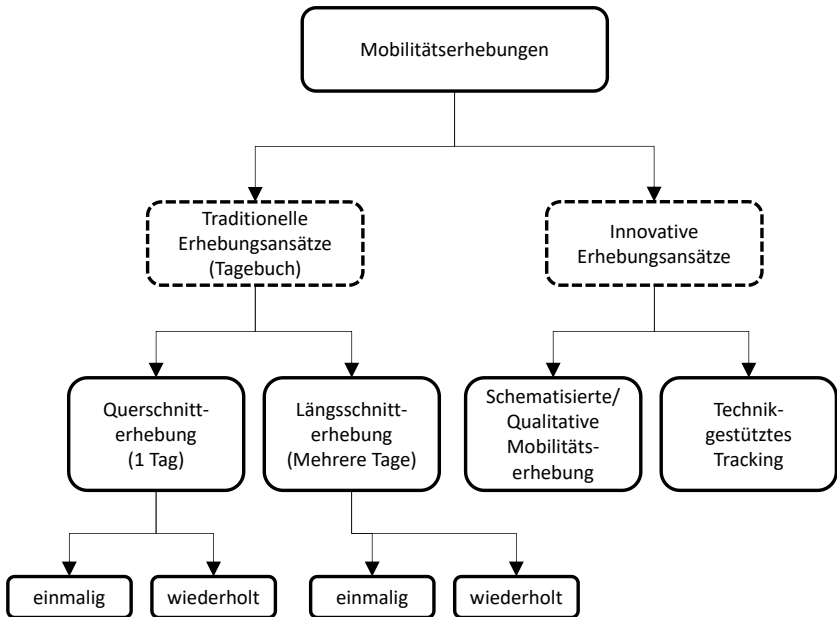 Mobilitätserhebungen
Traditionelle
Erhebungsansätze
(Tagebuch)
Innovative
Erhebungsansätze
Querschnitt-
erhebung
(1 Tag)
Längsschnitt-
erhebung
(Mehrere Tage)
Schematisierte/
Qualitative
Mobilitäts-
erhebung
Technik-
gestütztes
Tracking
einmalig
wiederholt
einmalig
wiederholt